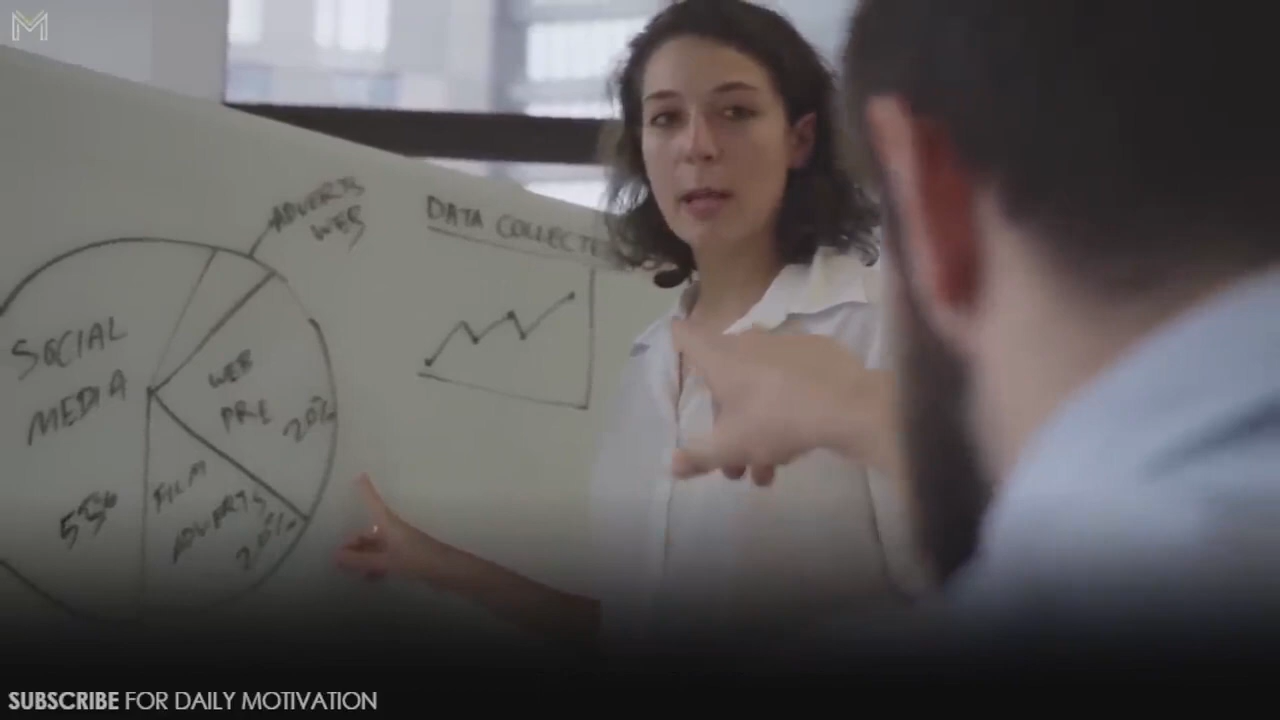 M
ADVERTS
WEB
DATA COLLECTE
SOCIAL
MEDIA
55%
WEB
PRE
20%
FILM
ADVERTS
20%
SUBSCRIBE FOR DAILY MOTIVATION